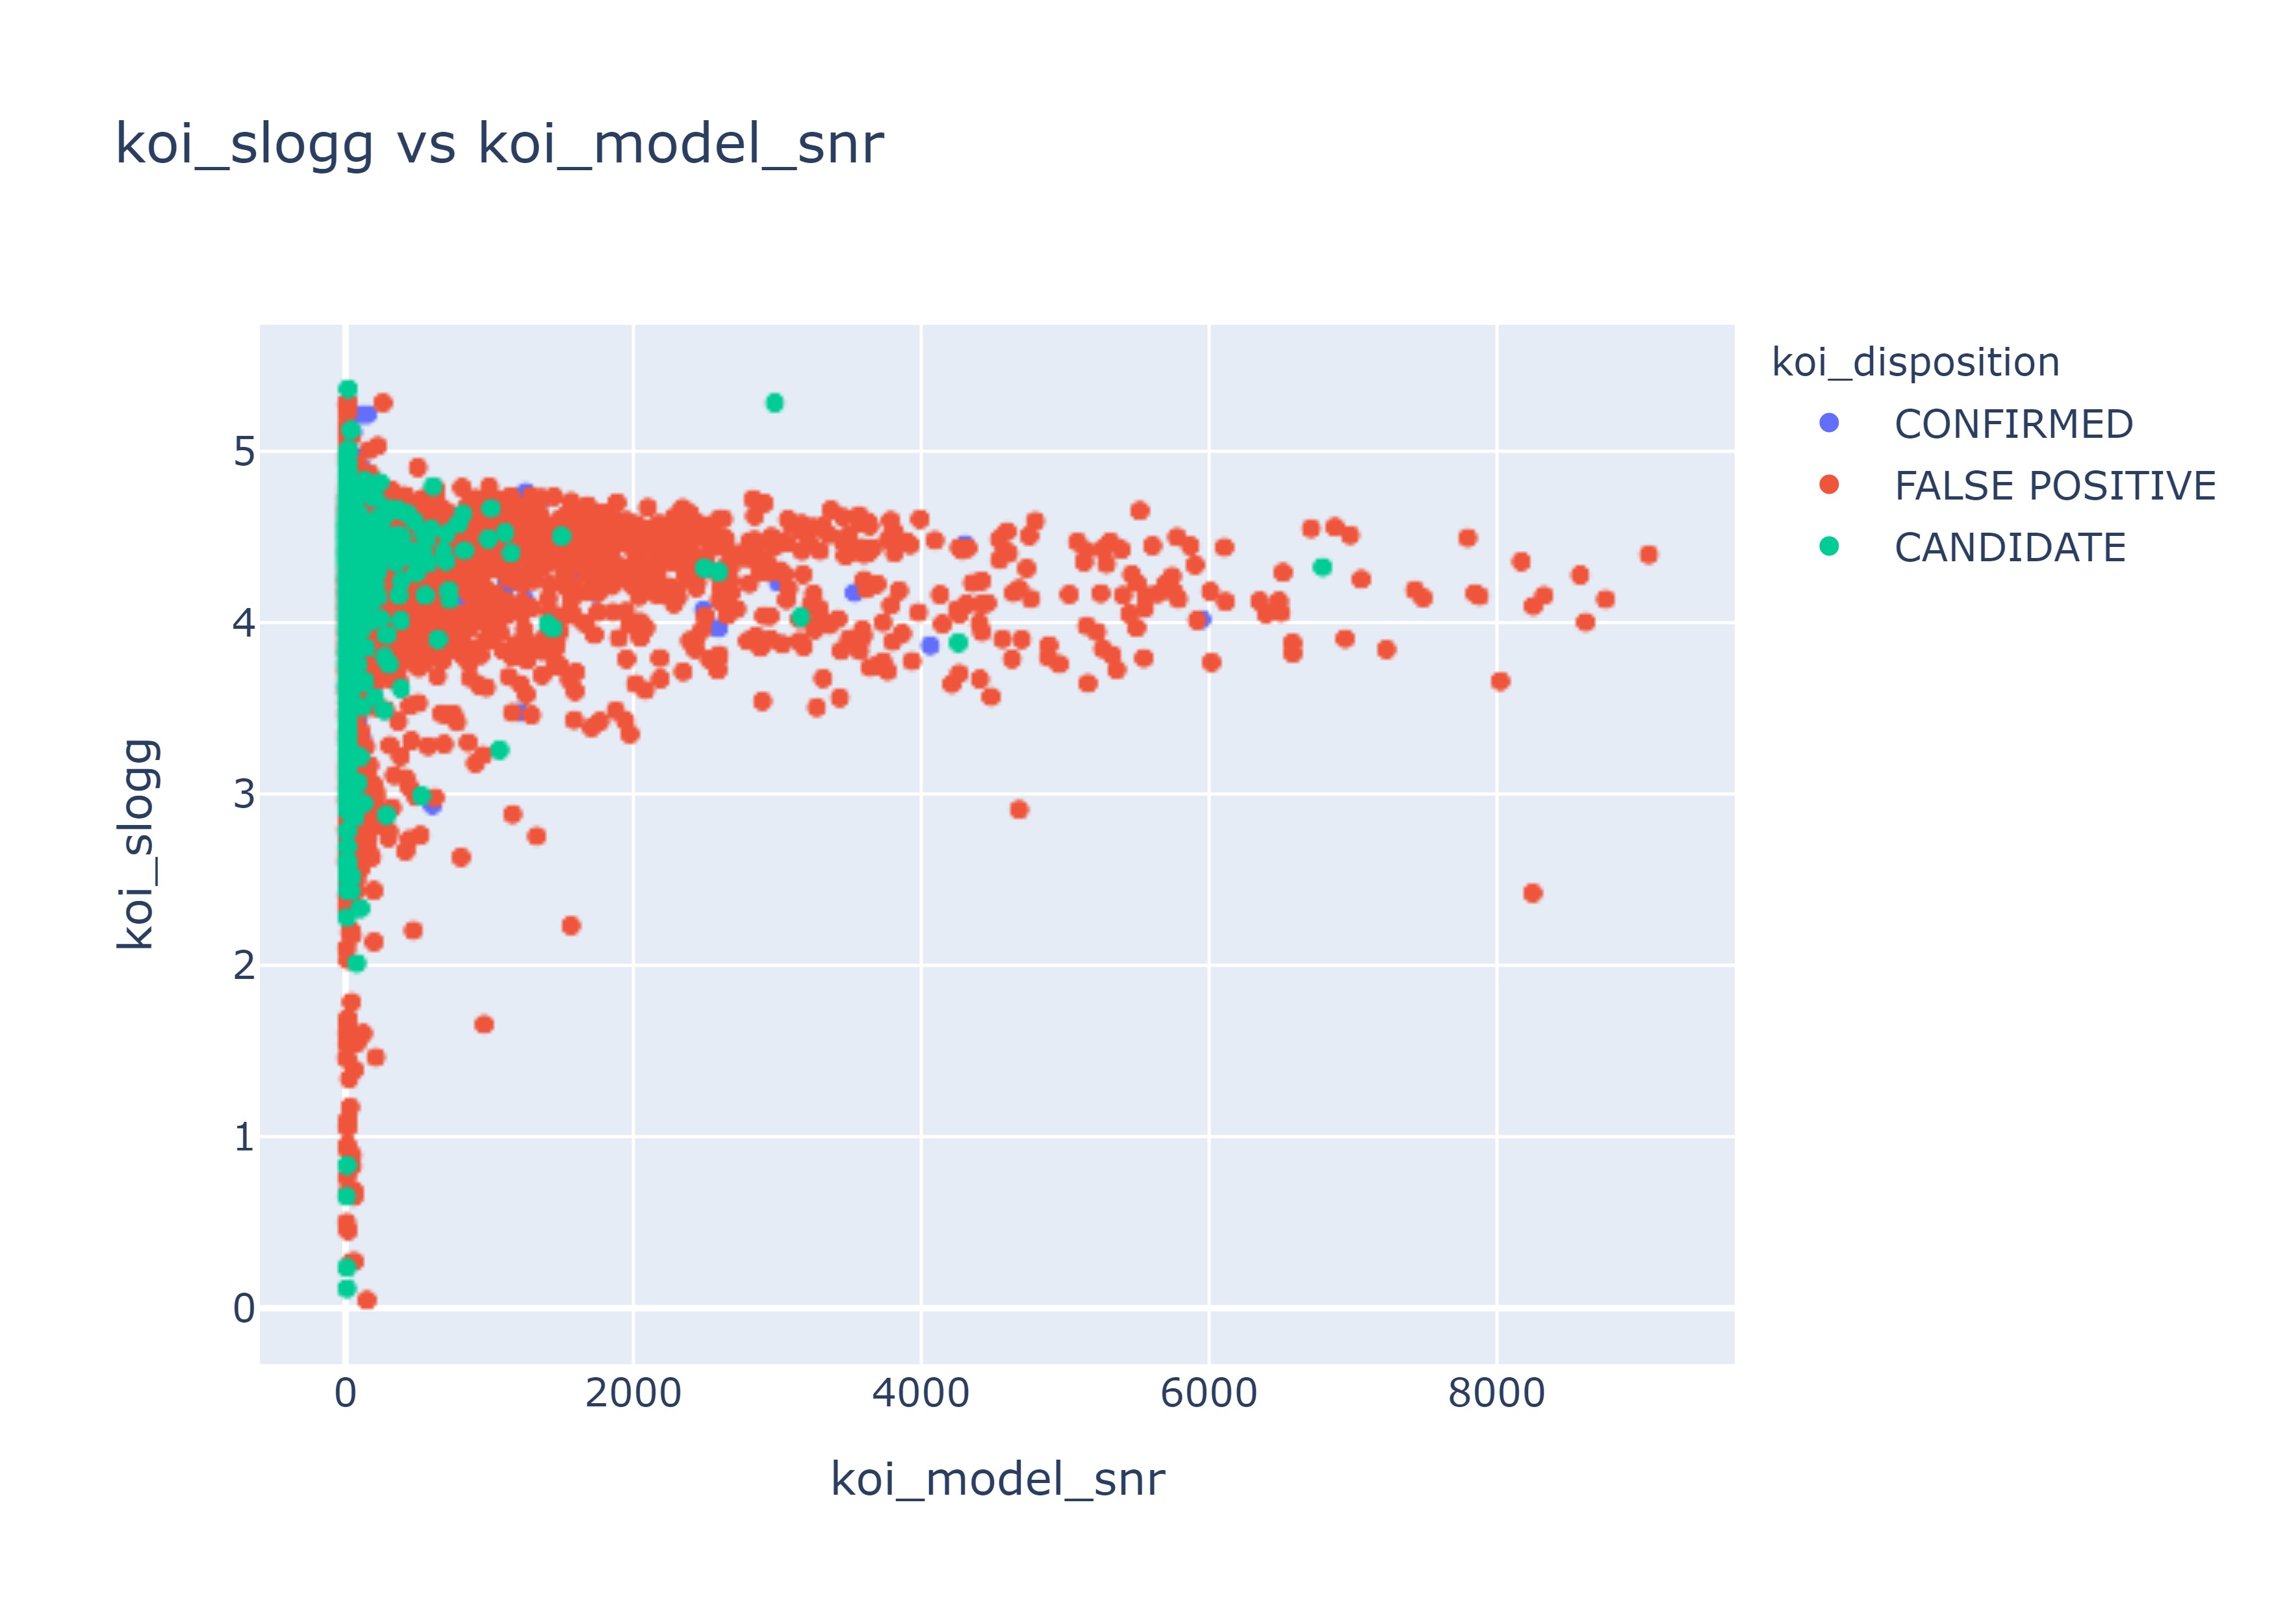 koi_slogg vs koi_model_snr
koi_disposition
CONFIRMED
FALSE POSITIVE
CANDIDATE
5
4
3
2
1
0
koi_slogg
0 2000 4000 6000 8000
koi_model_snr